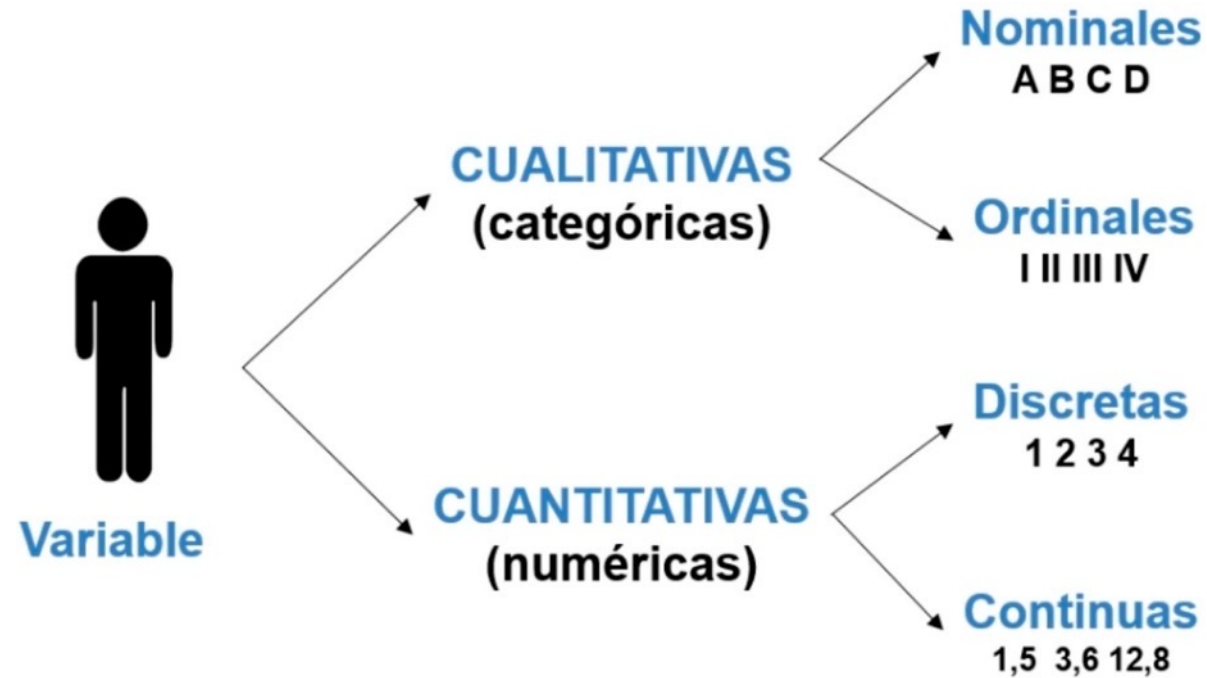 Variable
CUALITATIVAS
(categóricas)
Nominales
A B C D
Ordinales
I II III IV
CUANTITATIVAS
(numéricas)
Discretas
1 2 3 4
Continuas
1,5 3,6 12,8